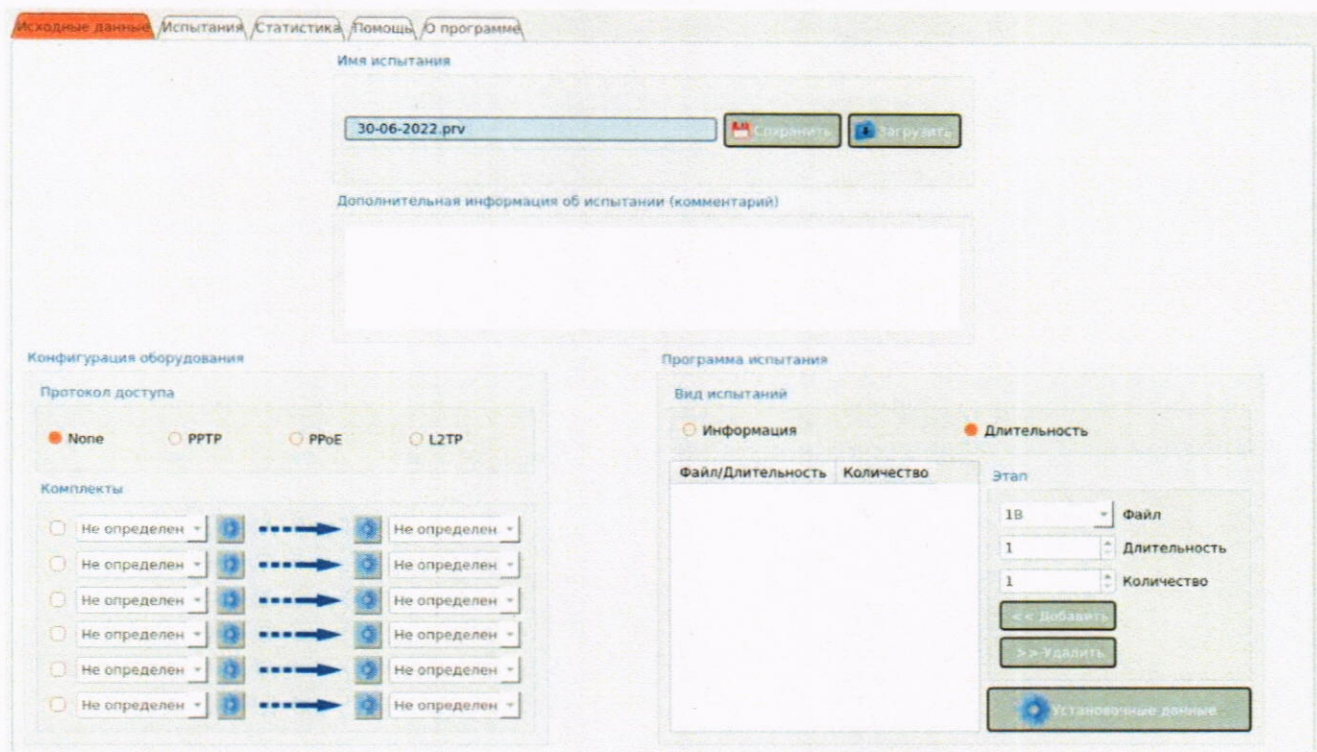 Исходные данные Испытания Статистика Помощь О программе
Имя испытания
30-06-2022.prv Сохранить Загрузить
Дополнительная информация об испытании (комментарий)
Конфигурация оборудования
Протокол доступа
None PPTP PPoE L2TP
Комплекты
Не определен Не определен
Не определен Не определен
Не определен Не определен
Не определен Не определен
Не определен Не определен
Не определен Не определен
Программа испытания
Вид испытаний
Информация Длительность
Файл/Длительность Количество
Этап
1B Файл
1 Длительность
1 Количество
<< Добавить
>> Удалить
Установочные данные